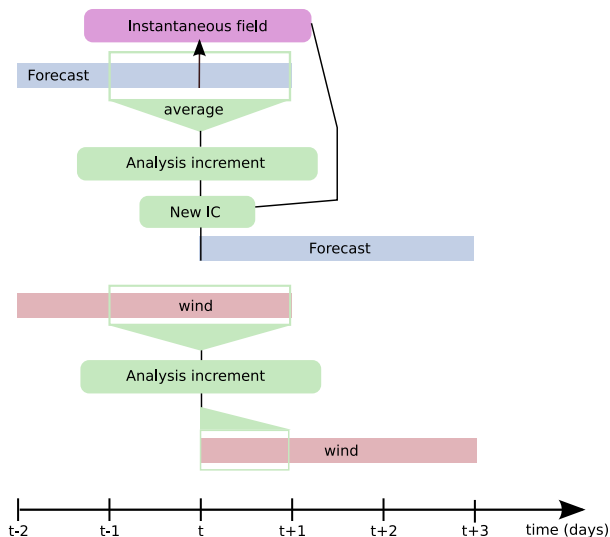 Instantaneous field
Forecast
average
Analysis increment
New IC
Forecast
wind
Analysis increment
wind
t-2 t-1 t t+1 t+2 t+3 time (days)